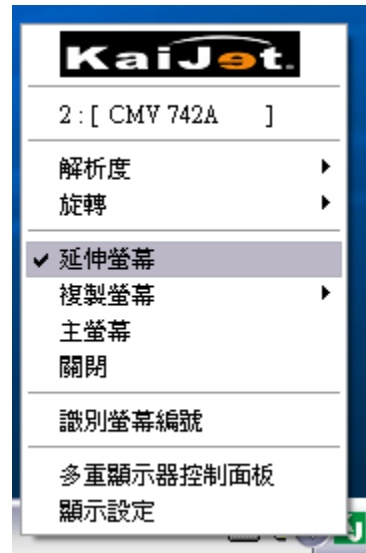 KaiJet.
2 : [ CMV 742A ]
解析度
旋轉
延伸螢幕
複製螢幕
主螢幕
關閉
識別螢幕編號
多重顯示器控制面板
顯示設定